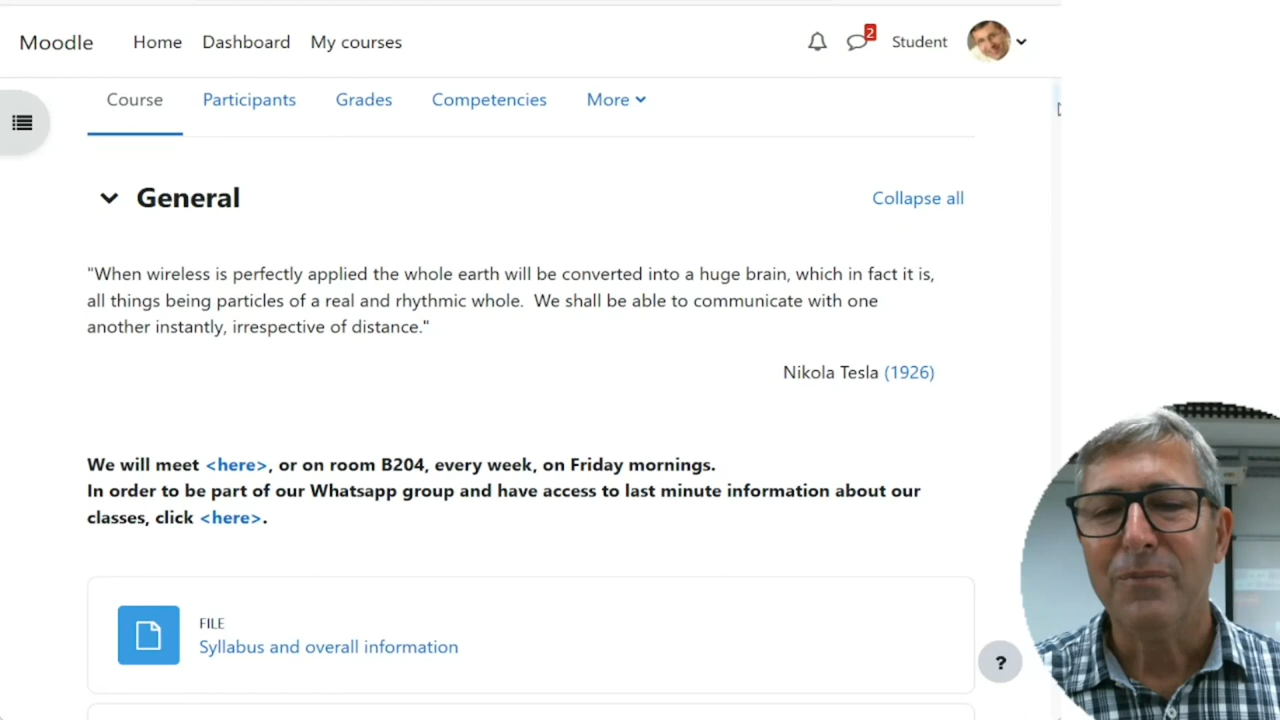 Moodle Home Dashboard My courses 2 Student
Course Participants Grades Competencies More
General Collapse all
"When wireless is perfectly applied the whole earth will be converted into a huge brain, which in fact it is,
all things being particles of a real and rhythmic whole. We shall be able to communicate with one
another instantly, irrespective of distance."
Nikola Tesla (1926)
We will meet <here>, or on room B204, every week, on Friday mornings.
In order to be part of our Whatsapp group and have access to last minute information about our
classes, click <here>.
FILE
Syllabus and overall information
?